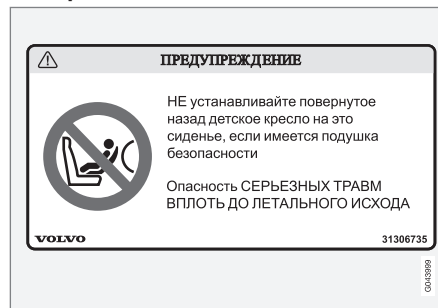 ПРЕДУПРЕЖДЕНИЕ
НЕ устанавливайте повернутое
назад детское кресло на это
сиденье, если имеется подушка
безопасности
Опасность СЕРЬЕЗНЫХ ТРАВМ
ВПЛОТЬ ДО ЛЕТАЛЬНОГО ИСХОДА
VOLVO 31306735
G043999